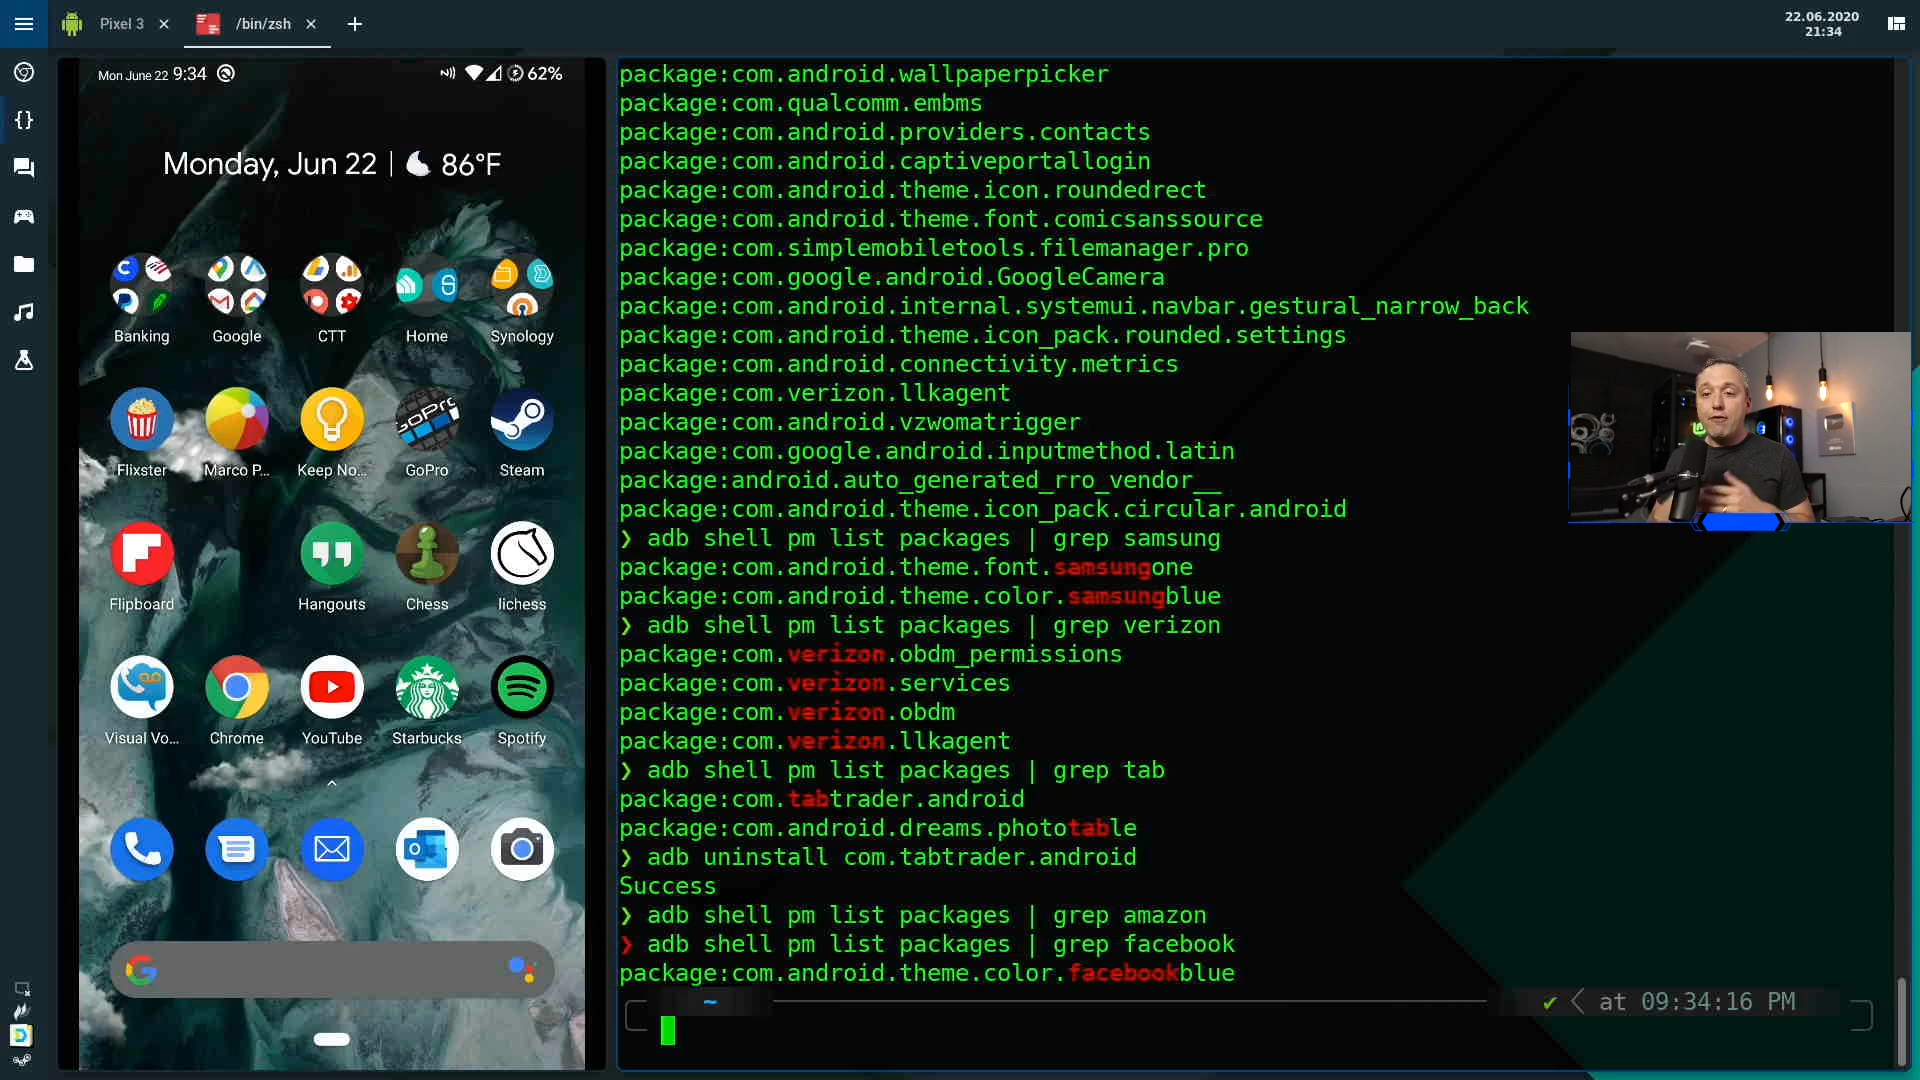 Pixel 3
/bin/zsh
22.06.2020
21:34
Mon June 22 9:34
62%
Monday, Jun 22 | 86°F
Banking
Google
CTT
Home
Synology
Flixster
Marco P...
Keep No...
GoPro
GoPro
Steam
Flipboard
Hangouts
Chess
lichess
Visual Vo...
Chrome
YouTube
Starbucks
Spotify
package:com.android.wallpaperpicker
package:com.qualcomm.embms
package:com.android.providers.contacts
package:com.android.captiveportallogin
package:com.android.theme.icon.roundedrect
package:com.android.theme.font.comicsanssource
package:com.simplemobiletools.filemanager.pro
package:com.google.android.GoogleCamera
package:com.android.internal.systemui.navbar.gestural_narrow_back
package:com.android.theme.icon_pack.rounded.settings
package:com.android.connectivity.metrics
package:com.verizon.llkagent
package:com.android.vzwomatrigger
package:com.google.android.inputmethod.latin
package:android.auto_generated_rro_vendor__
package:com.android.theme.icon_pack.circular.android
❯ adb shell pm list packages | grep samsung
package:com.android.theme.font.samsungone
package:com.android.theme.color.samsungblue
❯ adb shell pm list packages | grep verizon
package:com.verizon.obdm_permissions
package:com.verizon.services
package:com.verizon.obdm
package:com.verizon.llkagent
❯ adb shell pm list packages | grep tab
package:com.tabtrader.android
package:com.android.dreams.phototable
❯ adb uninstall com.tabtrader.android
Success
❯ adb shell pm list packages | grep amazon
❯ adb shell pm list packages | grep facebook
package:com.android.theme.color.facebookblue
~
✔ at 09:34:16 PM